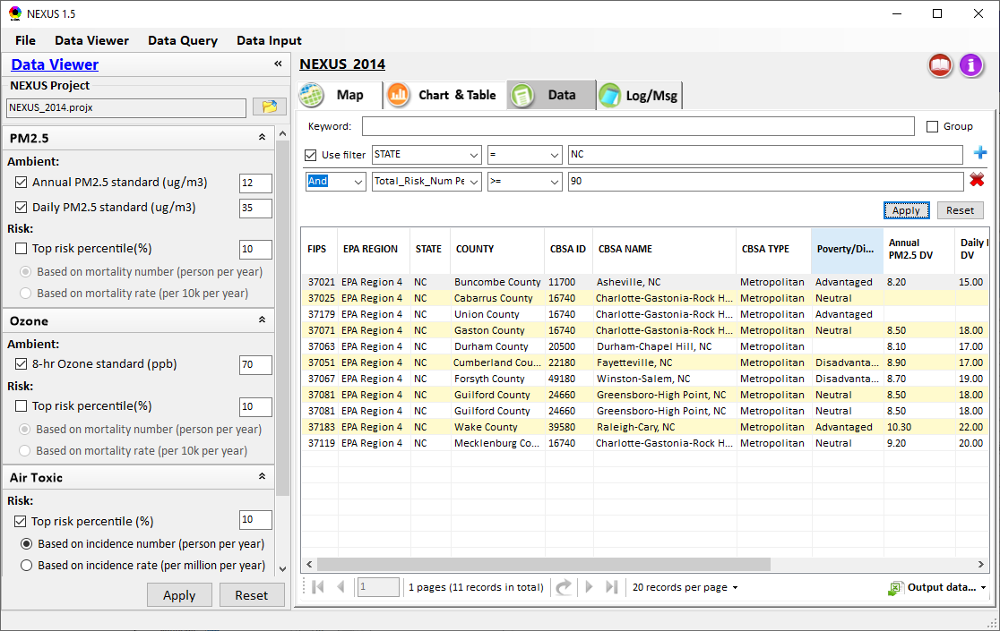 NEXUS 1.5
File Data Viewer Data Query Data Input
Data Viewer «
NEXUS Project
NEXUS_2014.projx
PM2.5
Ambient:
Annual PM2.5 standard (ug/m3) 12
Daily PM2.5 standard (ug/m3) 35
Risk:
Top risk percentile(%) 10
Based on mortality number (person per year)
Based on mortality rate (per 10k per year)
Ozone
Ambient:
8-hr Ozone standard (ppb) 70
Risk:
Top risk percentile(%) 10
Based on mortality number (person per year)
Based on mortality rate (per 10k per year)
Air Toxic
Risk:
Top risk percentile (%) 10
Based on incidence number (person per year)
Based on incidence rate (per million per year)
Apply Reset
NEXUS_2014
Map Chart & Table Data Log/Msg
Keyword: Group
Use filter STATE = NC
And Total_Risk_Num Pe >= 90
Apply Reset
FIPS EPA REGION STATE COUNTY CBSA ID CBSA NAME CBSA TYPE Poverty/Di... Annual PM2.5 DV Daily DV
37021 EPA Region 4 NC Buncombe County 11700 Asheville, NC Metropolitan Advantaged 8.20 15.00
37025 EPA Region 4 NC Cabarrus County 16740 Charlotte-Gastonia-Rock H... Metropolitan Neutral
37179 EPA Region 4 NC Union County 16740 Charlotte-Gastonia-Rock H... Metropolitan Advantaged
37071 EPA Region 4 NC Gaston County 16740 Charlotte-Gastonia-Rock H... Metropolitan Neutral 8.50 18.00
37063 EPA Region 4 NC Durham County 20500 Durham-Chapel Hill, NC Metropolitan 8.10 17.00
37051 EPA Region 4 NC Cumberland Cou... 22180 Fayetteville, NC Metropolitan Disadvanta... 8.90 17.00
37067 EPA Region 4 NC Forsyth County 49180 Winston-Salem, NC Metropolitan Disadvanta... 8.70 19.00
37081 EPA Region 4 NC Guilford County 24660 Greensboro-High Point, NC Metropolitan Neutral 8.50 18.00
37081 EPA Region 4 NC Guilford County 24660 Greensboro-High Point, NC Metropolitan Neutral 8.50 18.00
37183 EPA Region 4 NC Wake County 39580 Raleigh-Cary, NC Metropolitan Advantaged 10.30 22.00
37119 EPA Region 4 NC Mecklenburg Co... 16740 Charlotte-Gastonia-Rock H... Metropolitan Neutral 9.20 20.00
1 1 pages (11 records in total) 20 records per page Output data...